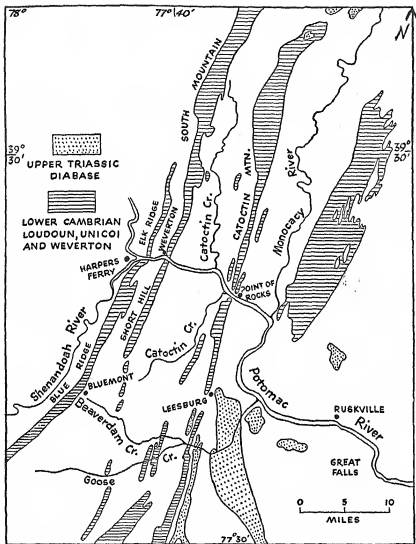 78°
77°40'
N
SOUTH MOUNTAIN
39°
30'
39°
30'
UPPER TRIASSIC
DIABASE
LOWER CAMBRIAN
LOUDOUN, UNICOI
AND WEVERTON
ELK RIDGE
WEVERTON
Catoctin Cr.
CATOCTIN MTN.
Monocacy River
HARPERS
FERRY
POINT OF
ROCKS
SHORT HILL
Shenandoah River
BLUE RIDGE
Catoctin Cr.
BLUEMONT
Beaverdam Cr.
LEESBURG
Potomac River
RUSKVILLE
Goose Cr.
GREAT
FALLS
0 5 10
MILES
77°30'